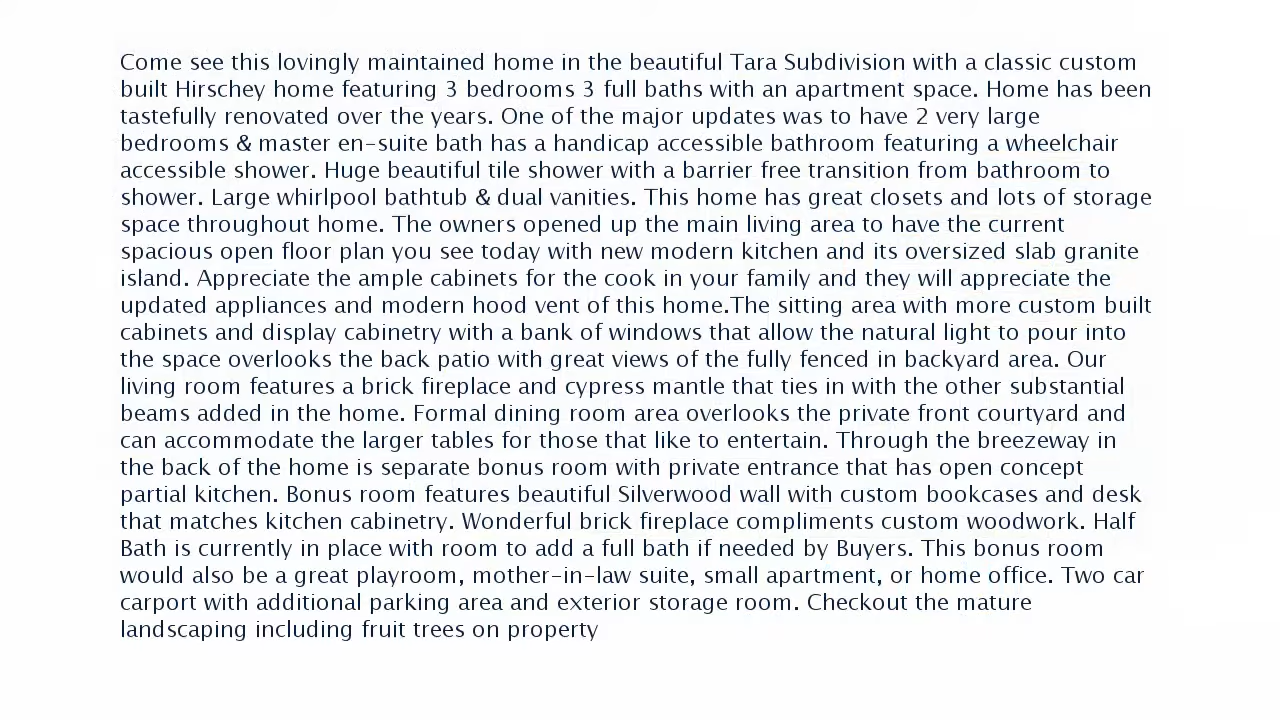 Come see this lovingly maintained home in the beautiful Tara Subdivision with a classic custom
built Hirschey home featuring 3 bedrooms 3 full baths with an apartment space. Home has been
tastefully renovated over the years. One of the major updates was to have 2 very large
bedrooms & master en-suite bath has a handicap accessible bathroom featuring a wheelchair
accessible shower. Huge beautiful tile shower with a barrier free transition from bathroom to
shower. Large whirlpool bathtub & dual vanities. This home has great closets and lots of storage
space throughout home. The owners opened up the main living area to have the current
spacious open floor plan you see today with new modern kitchen and its oversized slab granite
island. Appreciate the ample cabinets for the cook in your family and they will appreciate the
updated appliances and modern hood vent of this home.The sitting area with more custom built
cabinets and display cabinetry with a bank of windows that allow the natural light to pour into
the space overlooks the back patio with great views of the fully fenced in backyard area. Our
living room features a brick fireplace and cypress mantle that ties in with the other substantial
beams added in the home. Formal dining room area overlooks the private front courtyard and
can accommodate the larger tables for those that like to entertain. Through the breezeway in
the back of the home is separate bonus room with private entrance that has open concept
partial kitchen. Bonus room features beautiful Silverwood wall with custom bookcases and desk
that matches kitchen cabinetry. Wonderful brick fireplace compliments custom woodwork. Half
Bath is currently in place with room to add a full bath if needed by Buyers. This bonus room
would also be a great playroom, mother-in-law suite, small apartment, or home office. Two car
carport with additional parking area and exterior storage room. Checkout the mature
landscaping including fruit trees on property